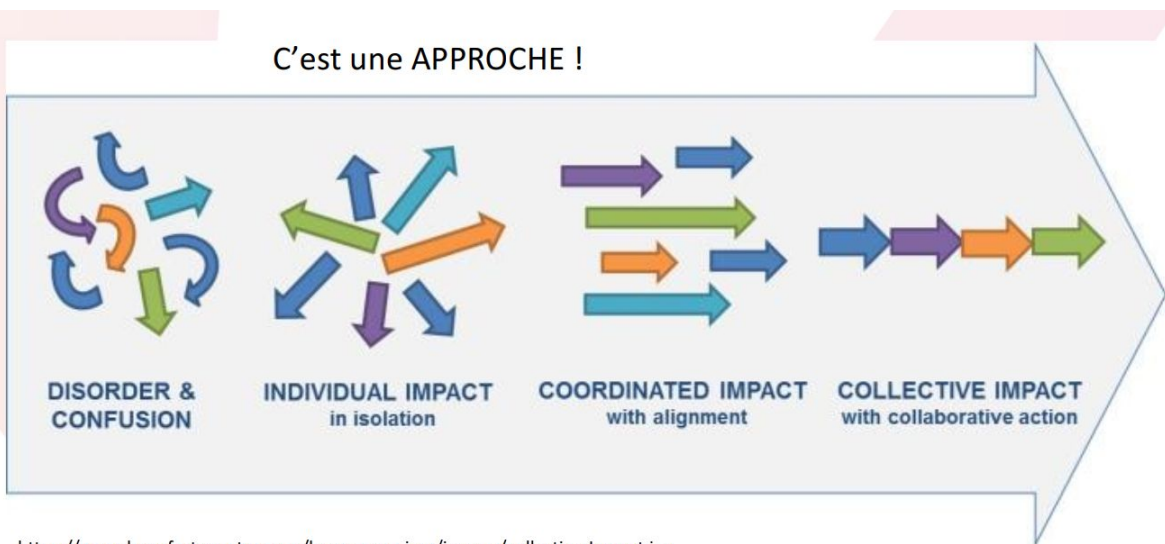 C'est une APPROCHE !
DISORDER &
CONFUSION
INDIVIDUAL IMPACT
in isolation
COORDINATED IMPACT
with alignment
COLLECTIVE IMPACT
with collaborative action